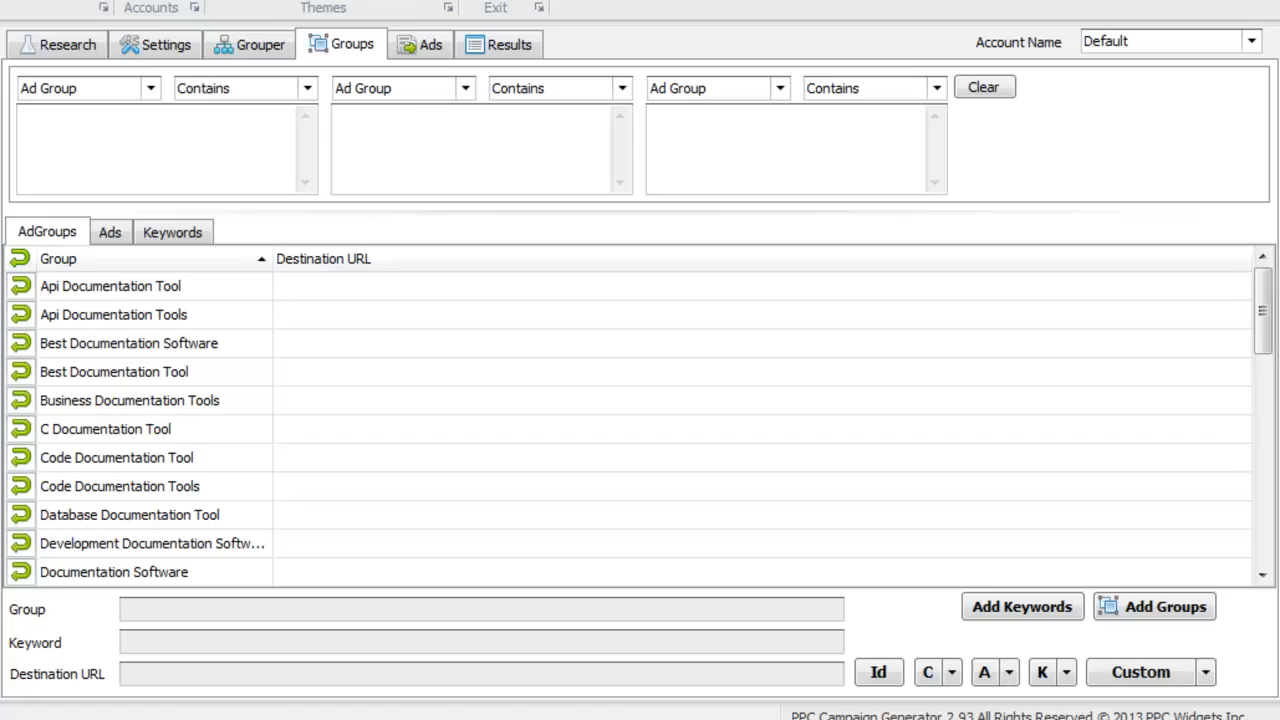 Accounts Themes Exit
Research Settings Grouper Groups Ads Results Account Name Default
Ad Group Contains Ad Group Contains Ad Group Contains Clear
AdGroups Ads Keywords
Group Destination URL
Api Documentation Tool
Api Documentation Tools
Best Documentation Software
Best Documentation Tool
Business Documentation Tools
C Documentation Tool
Code Documentation Tool
Code Documentation Tools
Database Documentation Tool
Development Documentation Softw...
Documentation Software
Group Add Keywords Add Groups
Keyword
Destination URL Id C A K Custom
PPC Campaign Generator 2.93 All Rights Reserved © 2013 PPC Widgets Inc